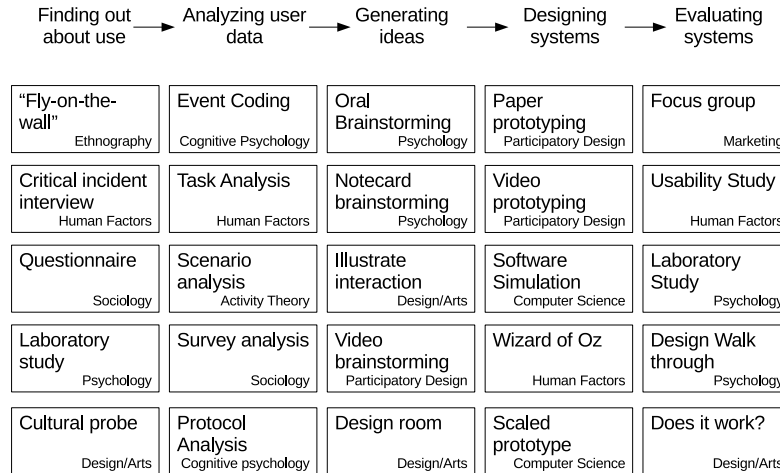 Finding out
about use
Analyzing user
data
Generating
ideas
Designing
systems
Evaluating
systems
“Fly-on-the-
wall”
Ethnography
Event Coding
Cognitive Psychology
Oral
Brainstorming
Psychology
Paper
prototyping
Participatory Design
Focus group
Marketing
Critical incident
interview
Human Factors
Task Analysis
Human Factors
Notecard
brainstorming
Psychology
Video
prototyping
Participatory Design
Usability Study
Human Factors
Questionnaire
Sociology
Scenario
analysis
Activity Theory
Illustrate
interaction
Design/Arts
Software
Simulation
Computer Science
Laboratory
Study
Psychology
Laboratory
study
Psychology
Survey analysis
Sociology
Video
brainstorming
Participatory Design
Wizard of Oz
Human Factors
Design Walk
through
Psychology
Cultural probe
Design/Arts
Protocol
Analysis
Cognitive psychology
Design room
Design/Arts
Scaled
prototype
Computer Science
Does it work?
Design/Arts